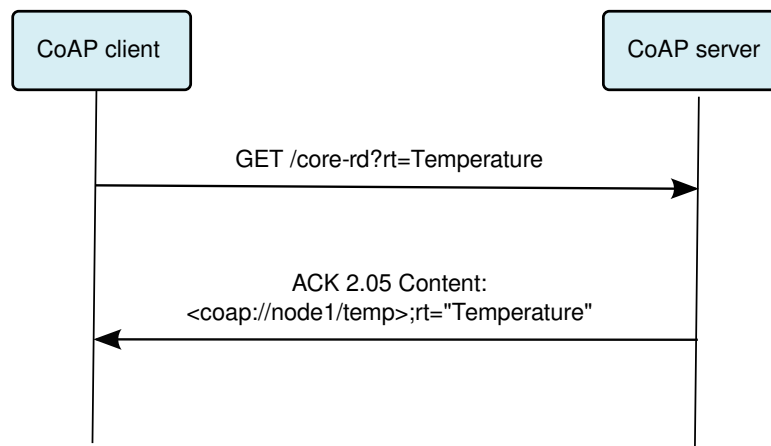 CoAP client
CoAP server
GET /core-rd?rt=Temperature
ACK 2.05 Content:
<coap://node1/temp>;rt="Temperature"